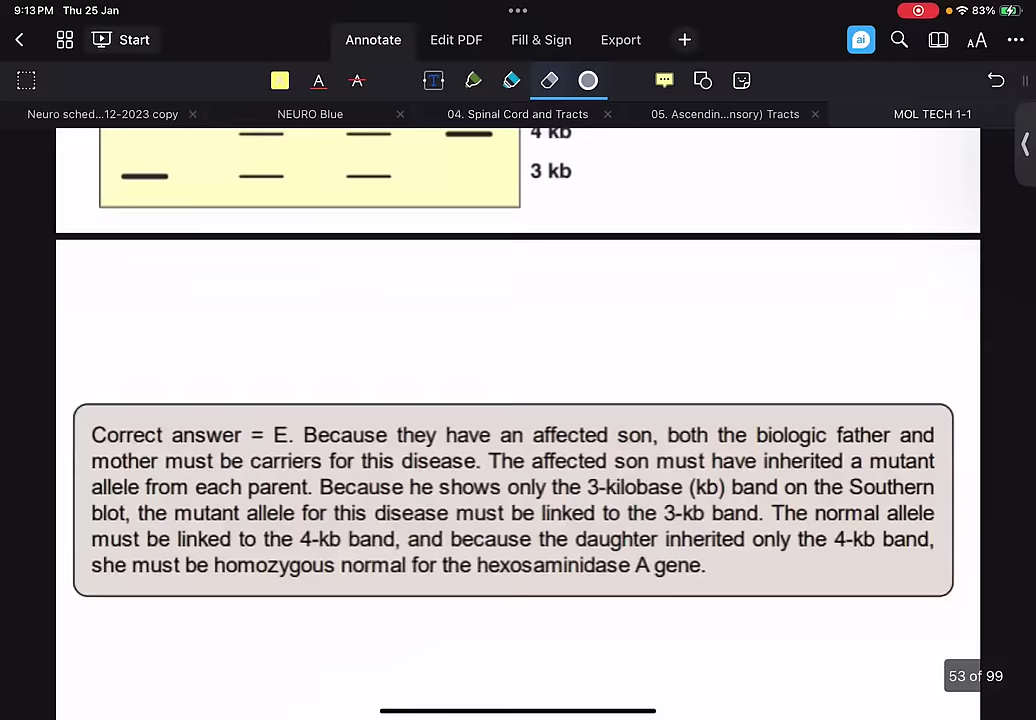 9:13 PM Thu 25 Jan
83%
Start
Annotate
Edit PDF
Fill & Sign
Export
ai
AA
A
A
T
Neuro sched...12-2023 copy
NEURO Blue
04. Spinal Cord and Tracts
05. Ascendin...nsory) Tracts
MOL TECH 1-1
4 kb
3 kb
Correct answer = E. Because they have an affected son, both the biologic father and
mother must be carriers for this disease. The affected son must have inherited a mutant
allele from each parent. Because he shows only the 3-kilobase (kb) band on the Southern
blot, the mutant allele for this disease must be linked to the 3-kb band. The normal allele
must be linked to the 4-kb band, and because the daughter inherited only the 4-kb band,
she must be homozygous normal for the hexosaminidase A gene.
53 of 99